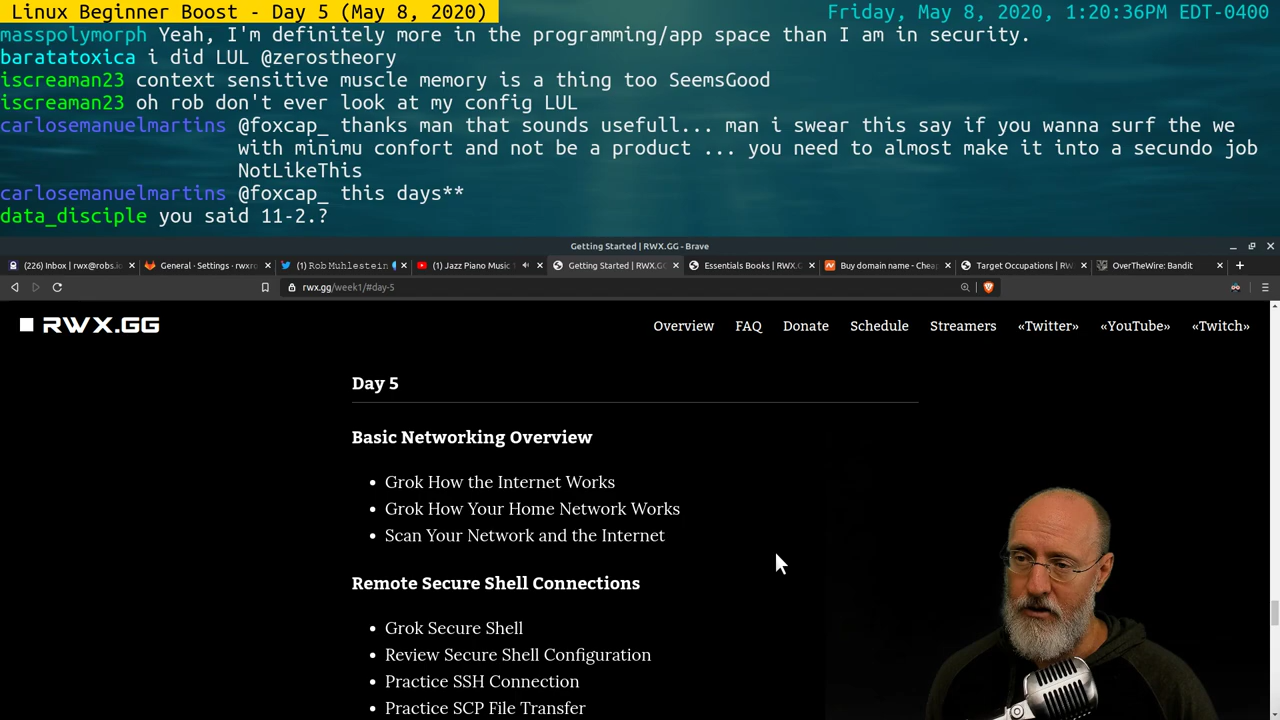 Linux Beginner Boost - Day 5 (May 8, 2020)
Friday, May 8, 2020, 1:20:36PM EDT-0400
masspolymorph Yeah, I'm definitely more in the programming/app space than I am in security.
baratatoxica i did LUL @zerostheory
iscreaman23 context sensitive muscle memory is a thing too SeemsGood
iscreaman23 oh rob don't ever look at my config LUL
carlosemanuelmartins @foxcap_ thanks man that sounds usefull... man i swear this say if you wanna surf the we
with minimu confort and not be a product ... you need to almost make it into a secundo job
NotLikeThis
carlosemanuelmartins @foxcap_ this days**
data_disciple you said 11-2.?
Getting Started | RWX.GG - Brave
(226) Inbox | rwx@robs.
General · Settings · rwxro
(1) Rob Muhlestein
(1) Jazz Piano Music
Getting Started | RWX.GG
Essentials Books | RWX.G
Buy domain name - Chea
Target Occupations | RW
OverTheWire: Bandit
rwx.gg/week1/#day-5
RWX.GG
Overview FAQ Donate Schedule Streamers «Twitter» «YouTube» «Twitch»
Day 5
Basic Networking Overview
• Grok How the Internet Works
• Grok How Your Home Network Works
• Scan Your Network and the Internet
Remote Secure Shell Connections
• Grok Secure Shell
• Review Secure Shell Configuration
• Practice SSH Connection
• Practice SCP File Transfer